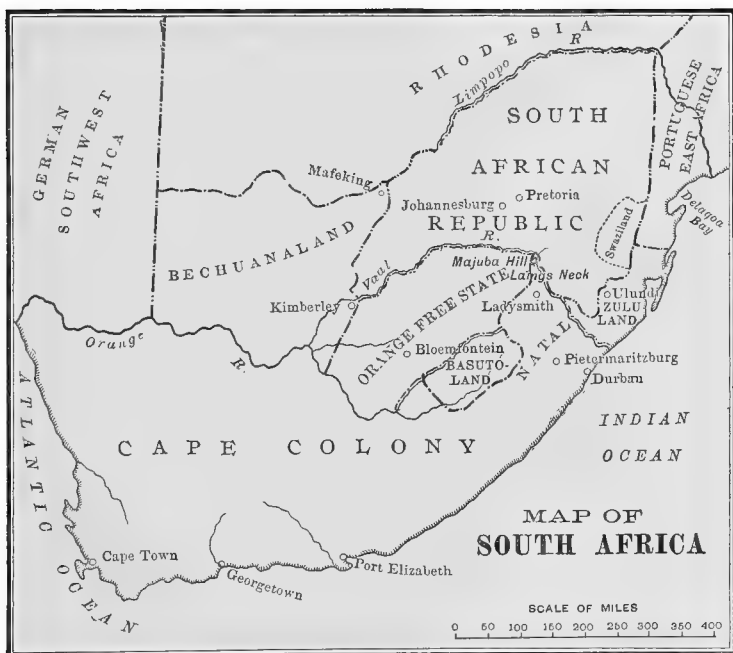 RHODESIA
Limpopo R.
GERMAN
SOUTHWEST
AFRICA
SOUTH
AFRICAN
REPUBLIC
PORTUGUESE
EAST AFRICA
Mafeking
Johannesburg
Pretoria
Delagoa
Bay
Swaziland
BECHUANALAND
Vaal R.
Majuba Hill
Laings Neck
Kimberley
ORANGE FREE STATE
Ladysmith
Ulundi
ZULU
LAND
Orange R.
Bloemfontein
BASUTO-
LAND
NATAL
Pietermaritzburg
Durban
ATLANTIC OCEAN
CAPE COLONY
INDIAN
OCEAN
MAP OF
SOUTH AFRICA
Cape Town
Georgetown
Port Elizabeth
SCALE OF MILES
0 50 100 150 200 250 300 350 400